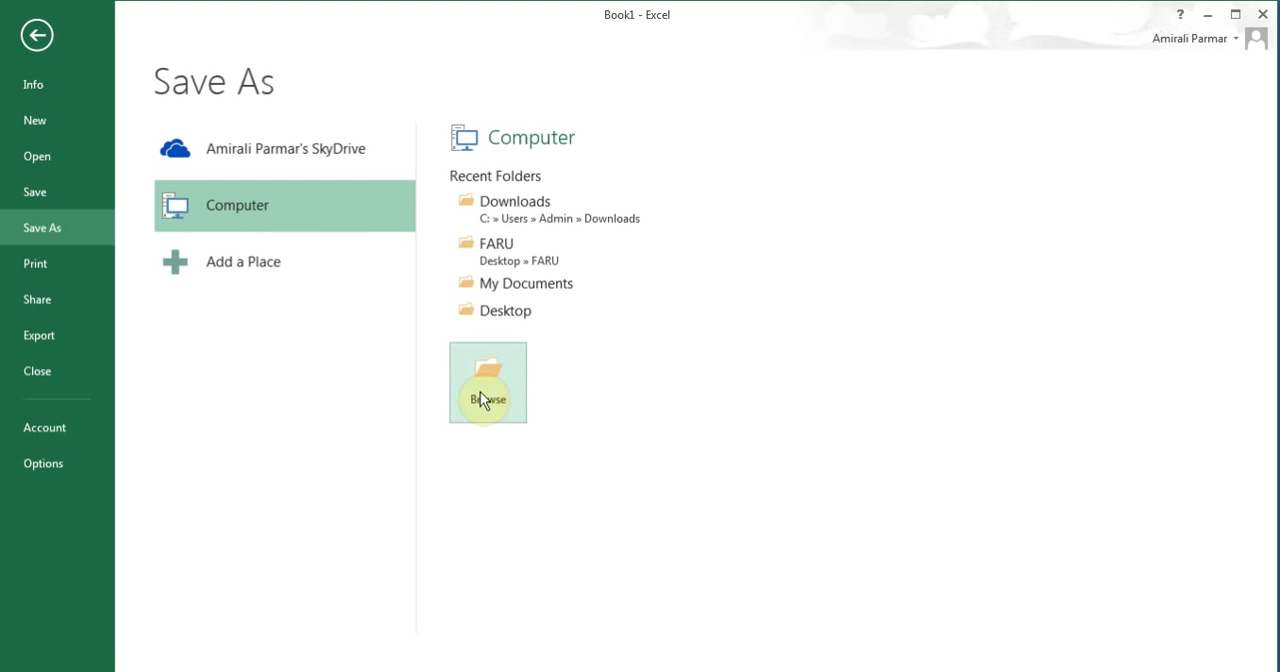 Book1 - Excel
?
Amirali Parmar
Info
New
Open
Save
Save As
Print
Share
Export
Close
Account
Options
Save As
Amirali Parmar's SkyDrive
Computer
Add a Place
Computer
Recent Folders
Downloads
C: » Users » Admin » Downloads
FARU
Desktop » FARU
My Documents
Desktop
Browse